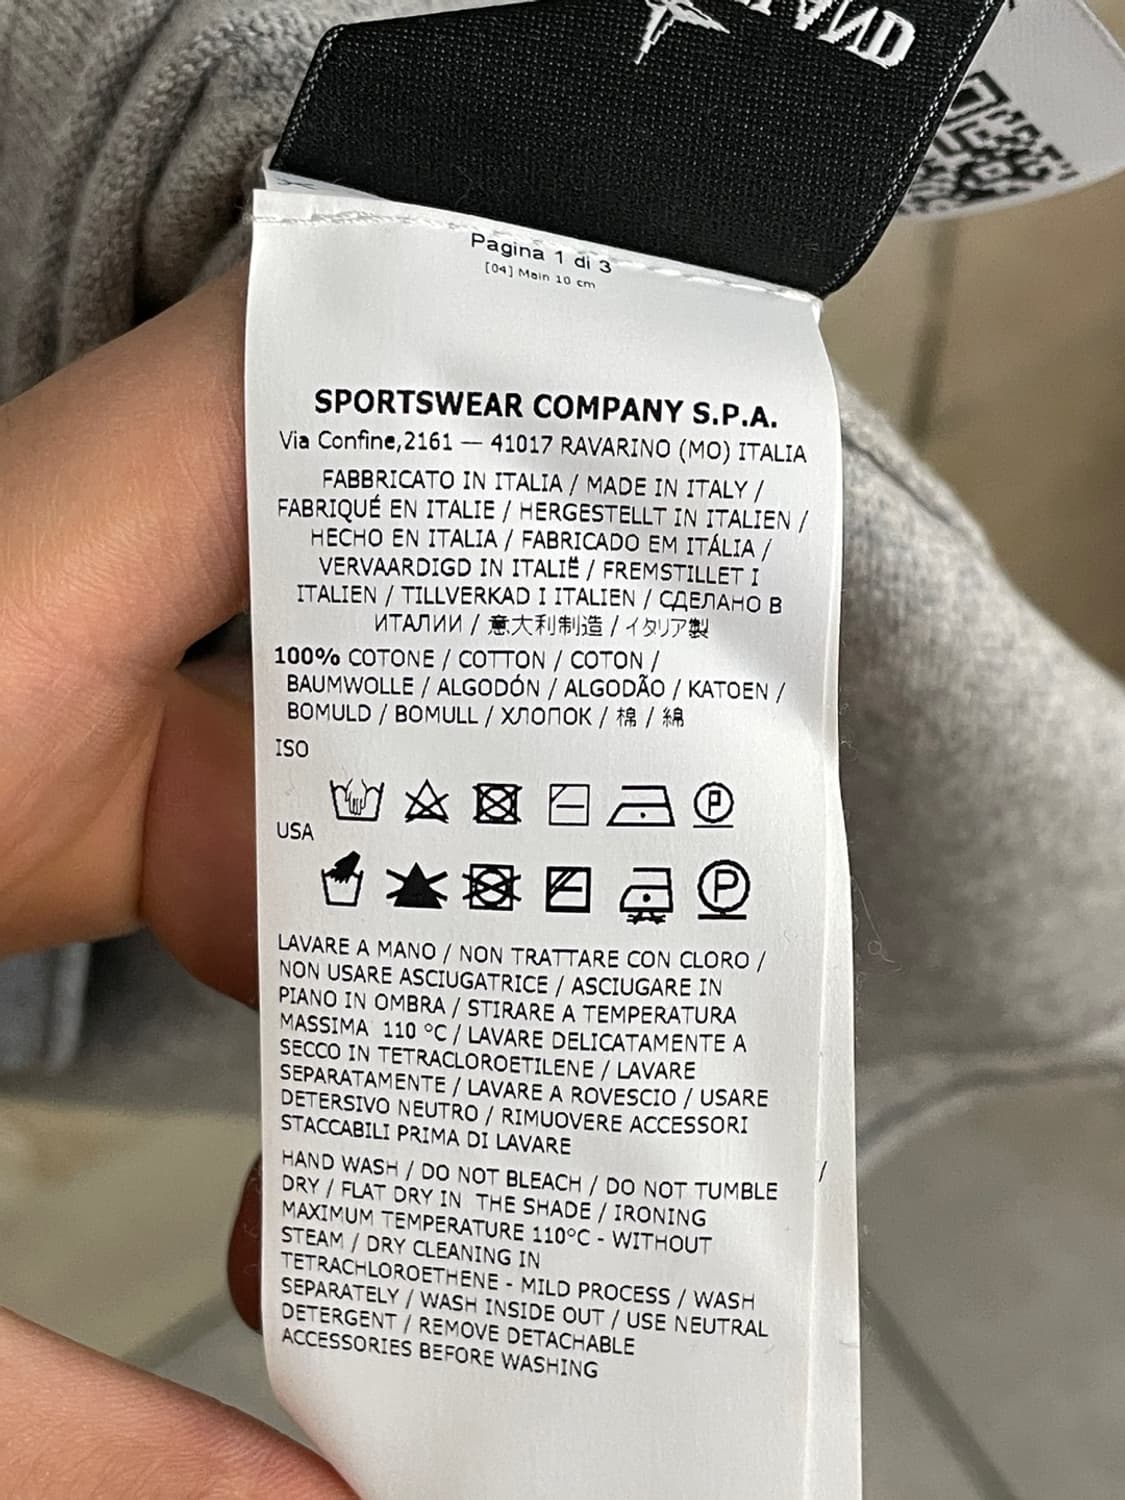 Pagina 1 di 3
[04] Main 10 cm
SPORTSWEAR COMPANY S.P.A.
Via Confine,2161 — 41017 RAVARINO (MO) ITALIA
FABBRICATO IN ITALIA / MADE IN ITALY /
FABRIQUÉ EN ITALIE / HERGESTELLT IN ITALIEN /
HECHO EN ITALIA / FABRICADO EM ITÁLIA /
VERVAARDIGD IN ITALIË / FREMSTILLET I
ITALIEN / TILLVERKAD I ITALIEN / СДЕЛАНО В
ИТАЛИИ / 意大利制造 / イタリア製
100% COTONE / COTTON / COTON /
BAUMWOLLE / ALGODÓN / ALGODÃO / KATOEN /
BOMULD / BOMULL / ХЛОПОК / 棉 / 綿
ISO
P
USA
P
LAVARE A MANO / NON TRATTARE CON CLORO /
NON USARE ASCIUGATRICE / ASCIUGARE IN
PIANO IN OMBRA / STIRARE A TEMPERATURA
MASSIMA 110 °C / LAVARE DELICATAMENTE A
SECCO IN TETRACLOROETILENE / LAVARE
SEPARATAMENTE / LAVARE A ROVESCIO / USARE
DETERSIVO NEUTRO / RIMUOVERE ACCESSORI
STACCABILI PRIMA DI LAVARE
HAND WASH / DO NOT BLEACH / DO NOT TUMBLE
DRY / FLAT DRY IN THE SHADE / IRONING
MAXIMUM TEMPERATURE 110°C - WITHOUT
STEAM / DRY CLEANING IN
TETRACHLOROETHENE - MILD PROCESS / WASH
SEPARATELY / WASH INSIDE OUT / USE NEUTRAL
DETERGENT / REMOVE DETACHABLE
ACCESSORIES BEFORE WASHING